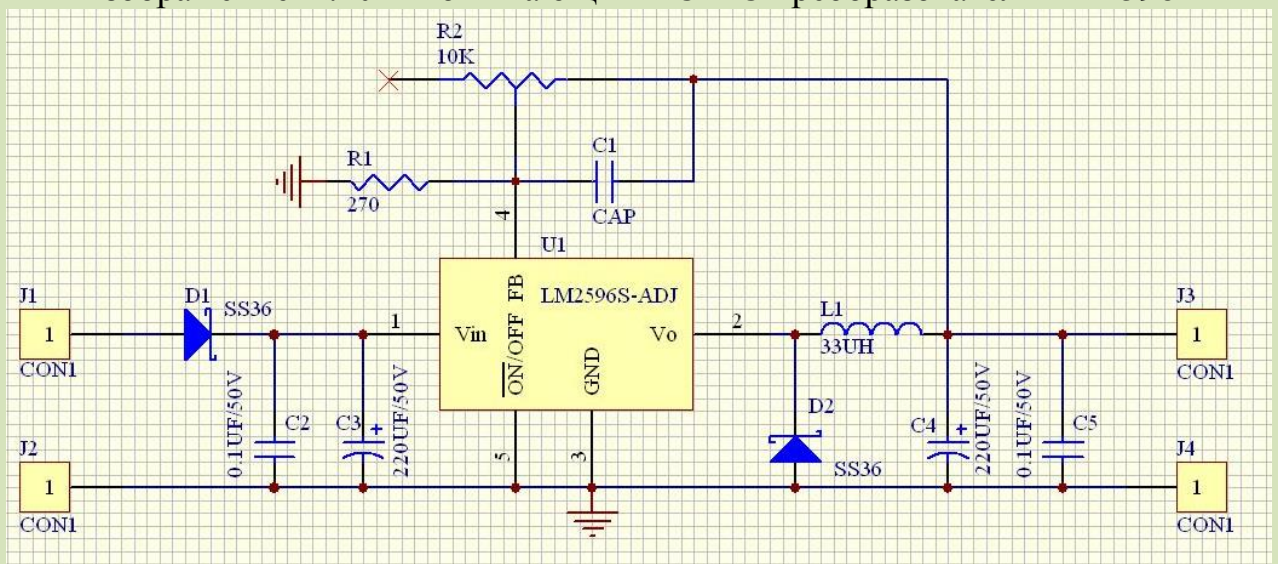 R2
10K
R1
270
C1
CAP
4
U1
J1
1
CON1
D1
SS36
1
Vin
FB
LM2596S-ADJ
Vo
ON/OFF
GND
2
L1
33UH
J3
1
CON1
0.1UF/50V
C2
C3
+
220UF/50V
5
3
D2
SS36
C4
+
220UF/50V
0.1UF/50V
C5
J2
1
CON1
J4
1
CON1